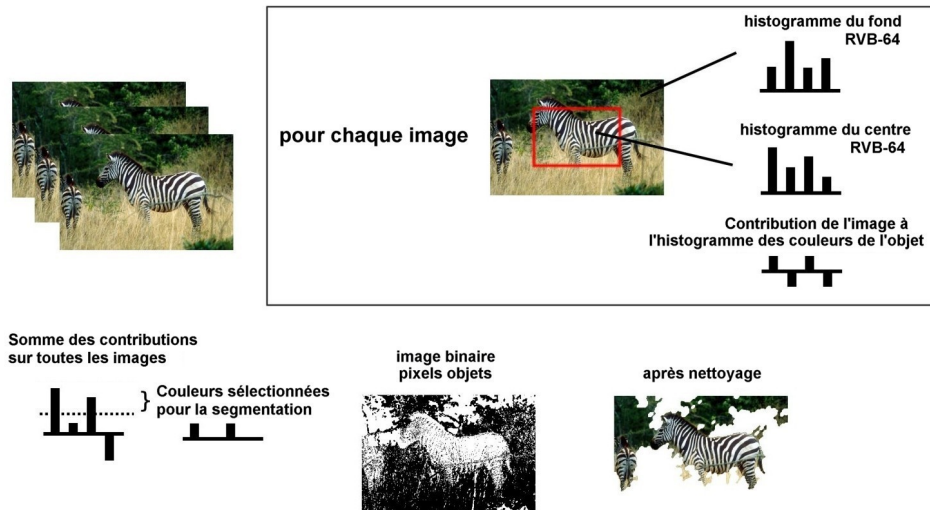 histogramme du fond
RVB-64
pour chaque image
histogramme du centre
RVB-64
Contribution de l'image à
l'histogramme des couleurs de l'objet
Somme des contributions
sur toutes les images
Couleurs sélectionnées
pour la segmentation
image binaire
pixels objets
après nettoyage